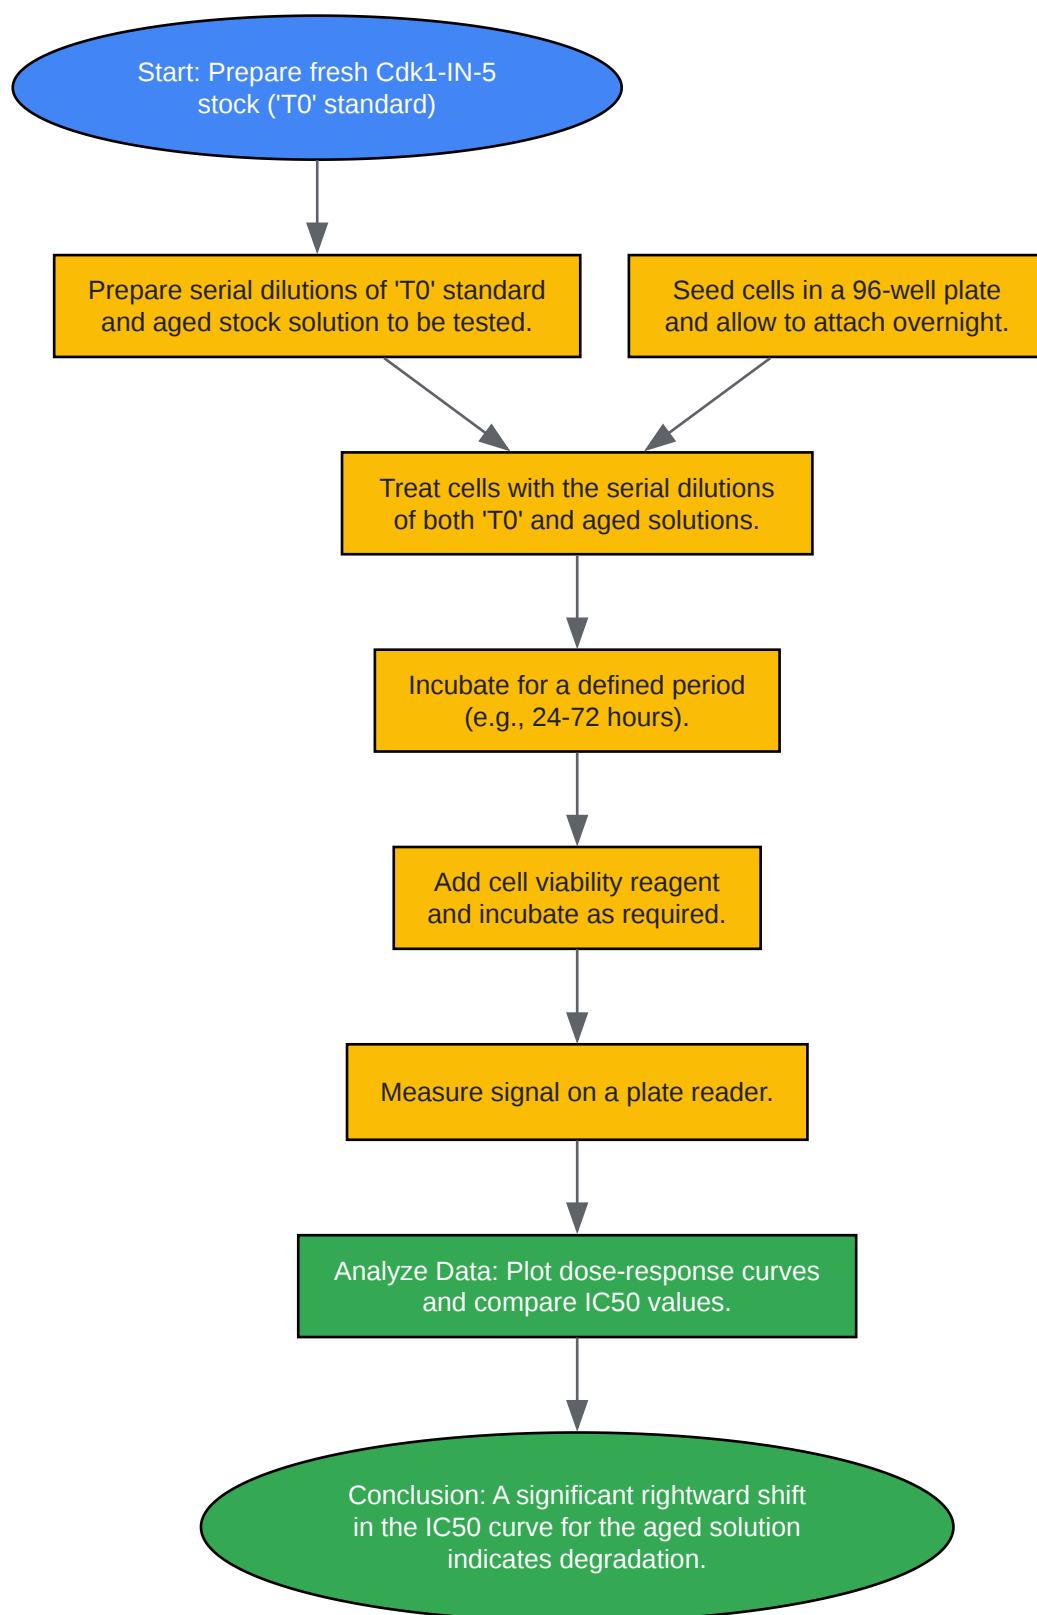 Start: Prepare fresh Cdk1-IN-5
stock ('T0' standard)
Prepare serial dilutions of 'T0' standard
and aged stock solution to be tested.
Seed cells in a 96-well plate
and allow to attach overnight.
Treat cells with the serial dilutions
of both 'T0' and aged solutions.
Incubate for a defined period
(e.g., 24-72 hours).
Add cell viability reagent
and incubate as required.
Measure signal on a plate reader.
Analyze Data: Plot dose-response curves
and compare IC50 values.
Conclusion: A significant rightward shift
in the IC50 curve for the aged solution
indicates degradation.